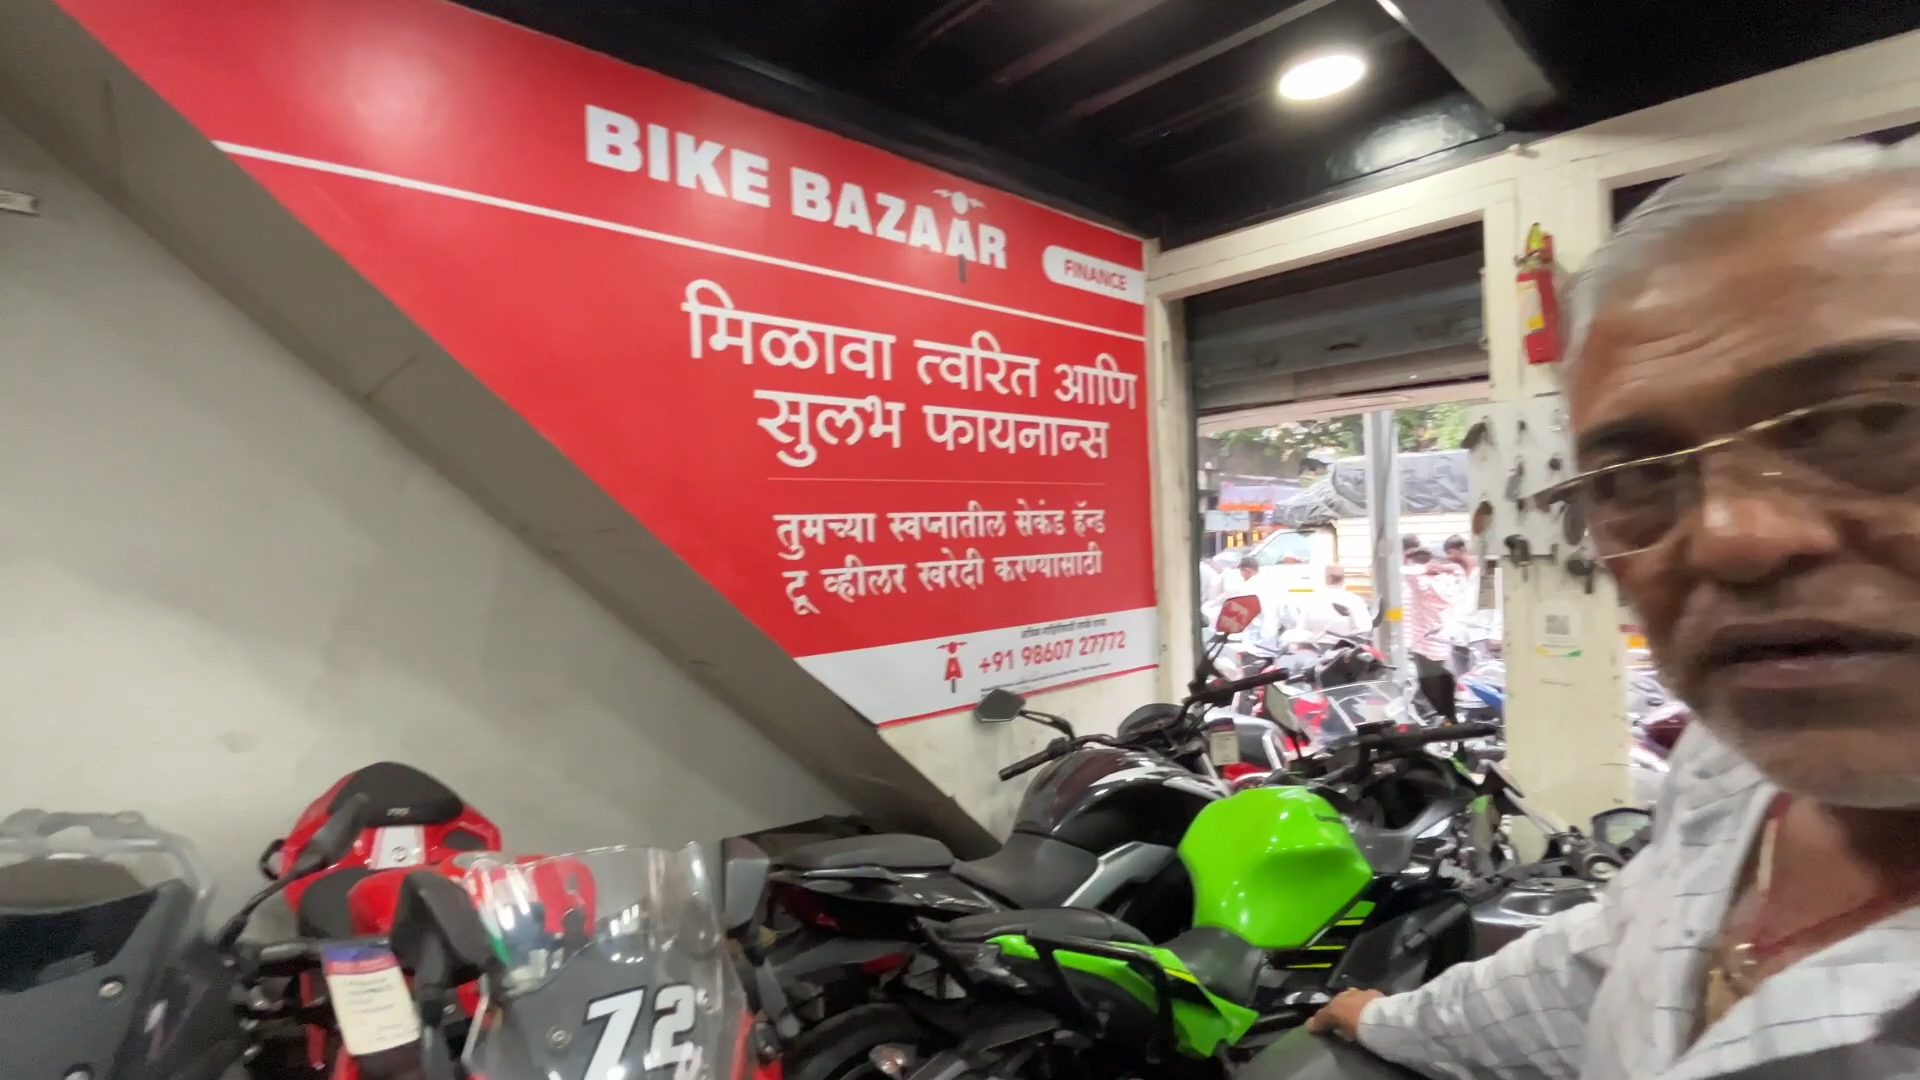 BIKE BAZAAR
FINANCE
मिळावा त्वरित आणि
सुलभ फायनान्स
तुमच्या स्वप्नातील सेकंड हॅन्ड
टू व्हीलर खरेदी करण्यासाठी
+91 98607 27772
72